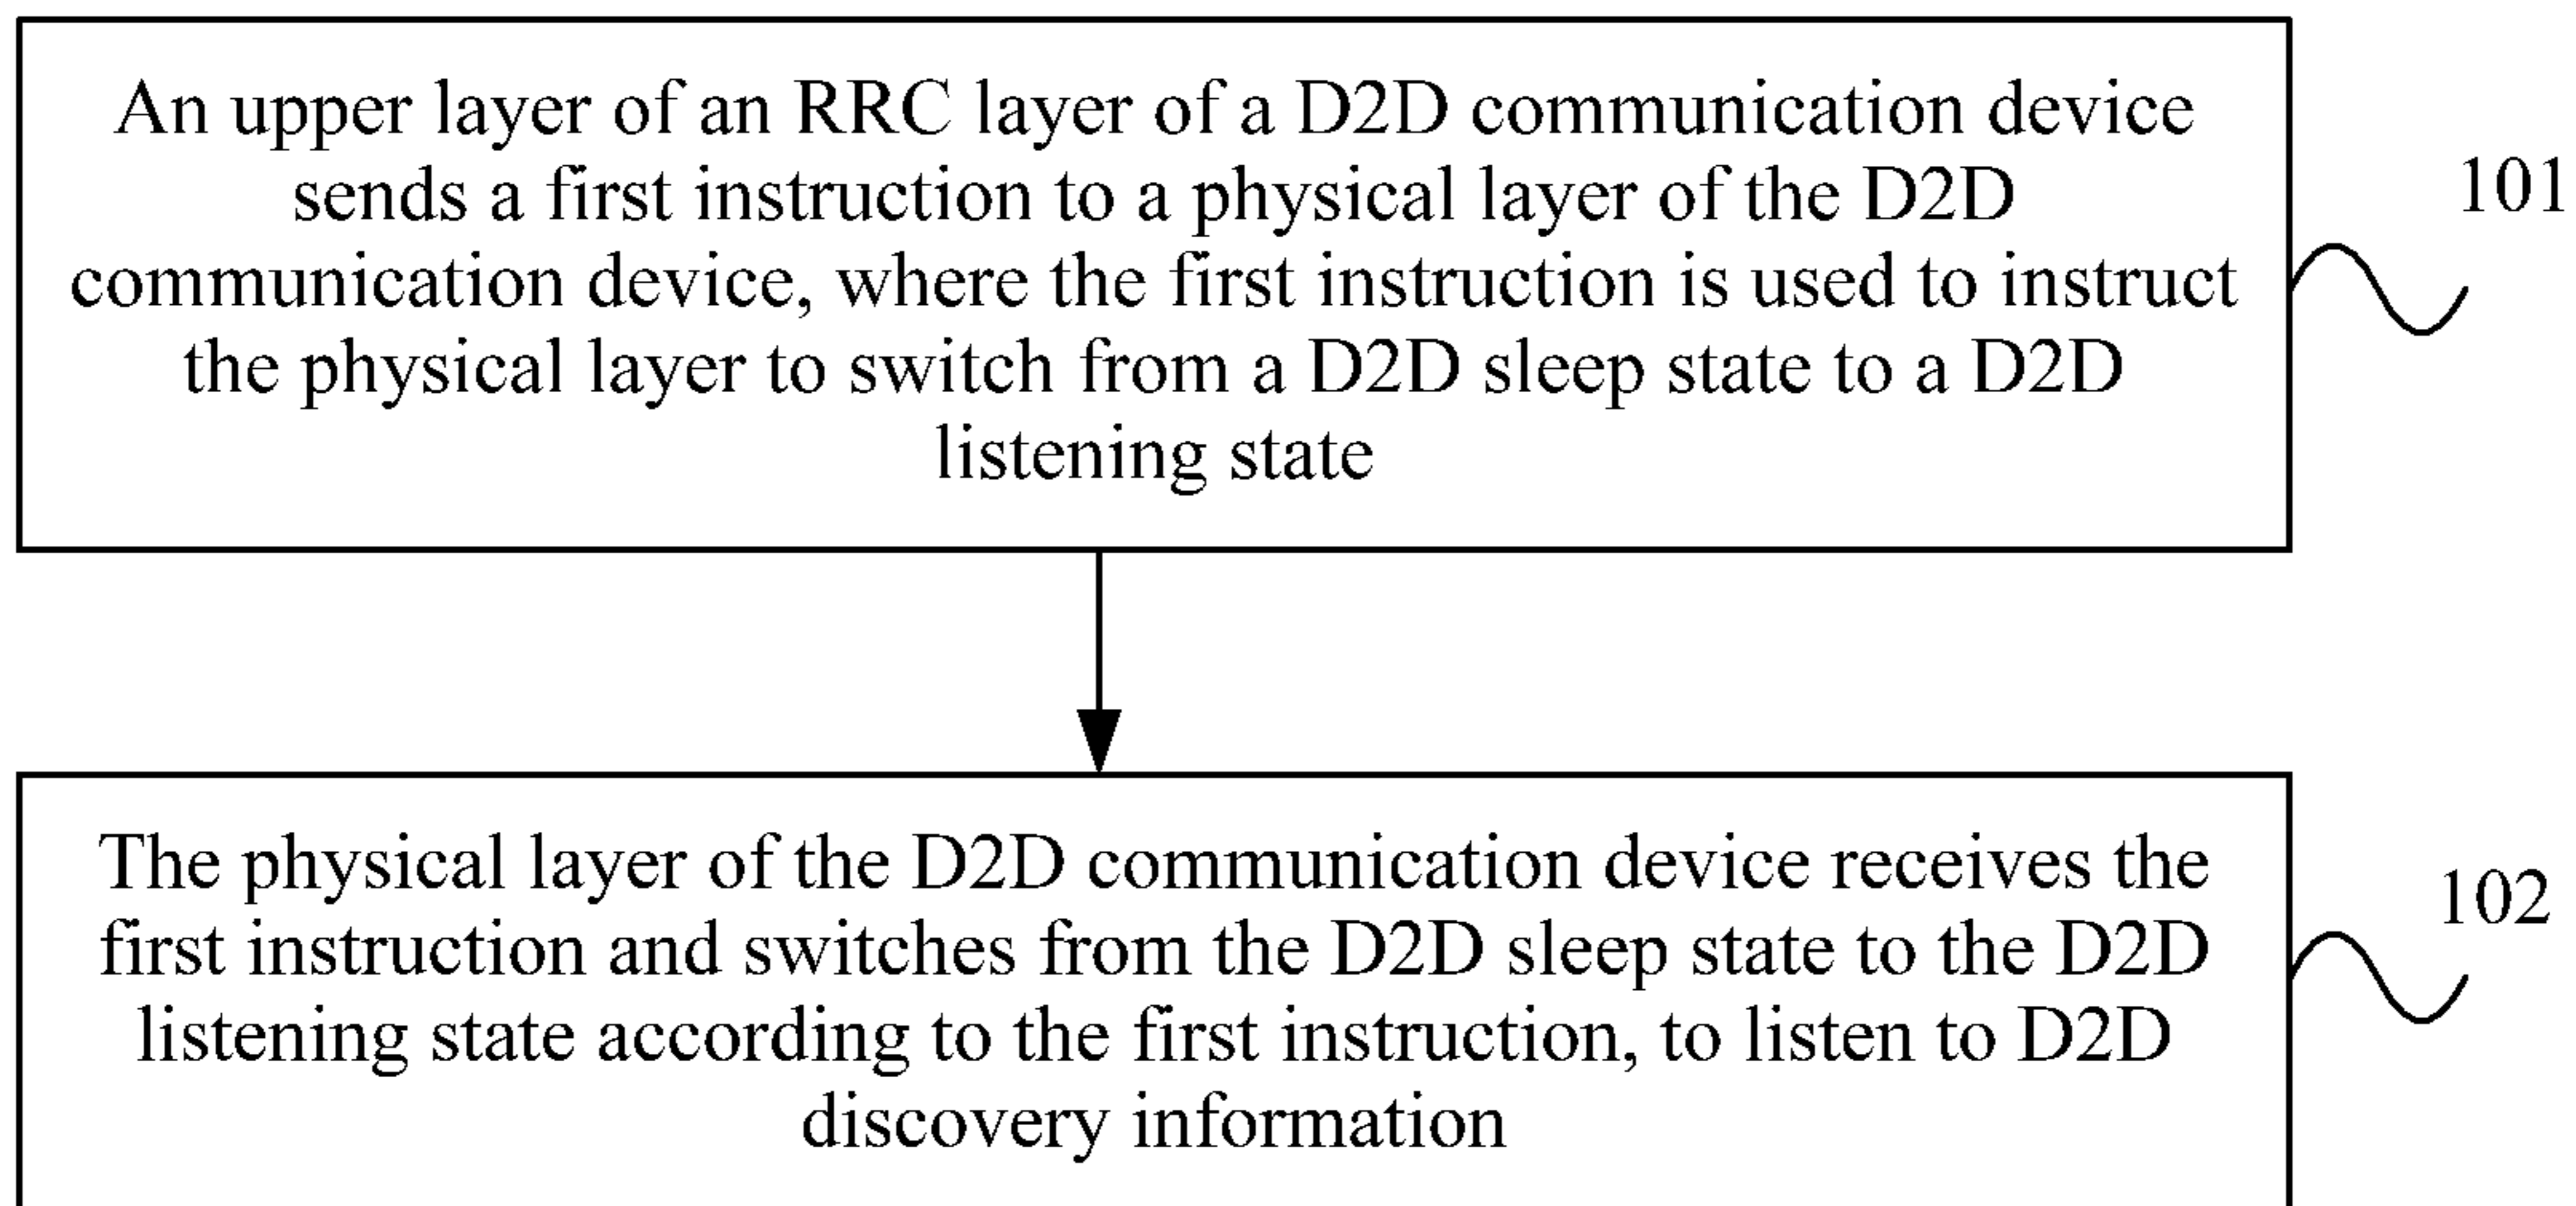 An upper layer of an RRC layer of a D2D communication device
sends a first instruction to a physical layer of the D2D
communication device, where the first instruction is used to instruct
the physical layer to switch from a D2D sleep state to a D2D
listening state
101
The physical layer of the D2D communication device receives the
first instruction and switches from the D2D sleep state to the D2D
listening state according to the first instruction, to listen to D2D
discovery information
102